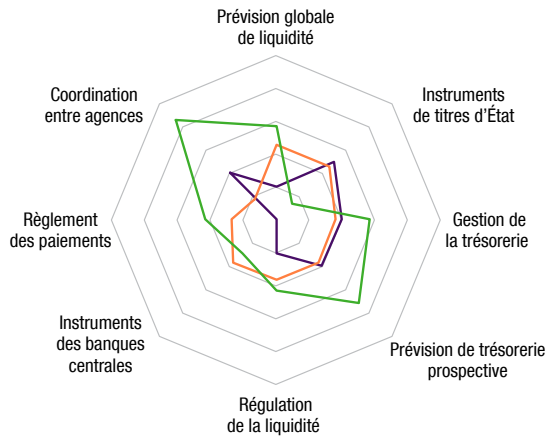 Prévision globale
de liquidité
Instruments
de titres d'État
Gestion de
la trésorerie
Prévision de trésorerie
prospective
Régulation
de la liquidité
Instruments
des banques
centrales
Règlement
des paiements
Coordination
entre agences